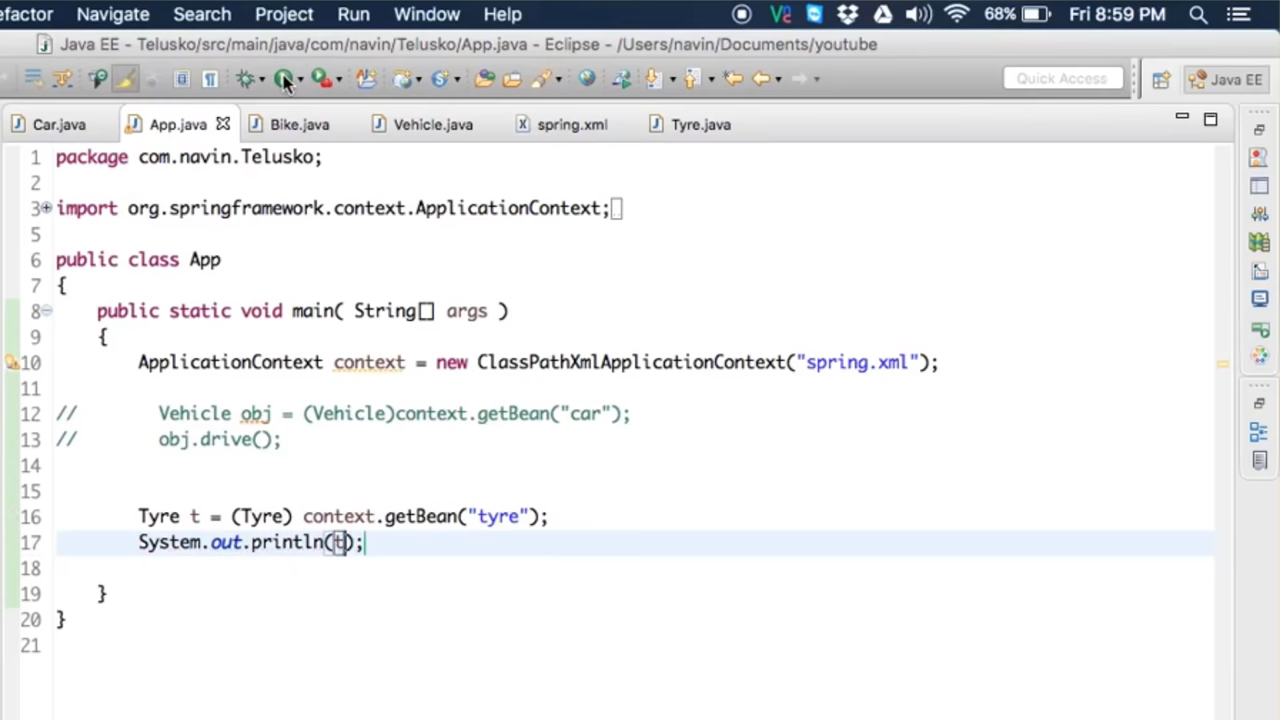 efactor Navigate Search Project Run Window Help 68% Fri 8:59 PM
Java EE - Telusko/src/main/java/com/navin/Telusko/App.java - Eclipse - /Users/navin/Documents/youtube
Quick Access Java EE
Car.java App.java Bike.java Vehicle.java spring.xml Tyre.java
1 package com.navin.Telusko;
2
3 import org.springframework.context.ApplicationContext;
5
6 public class App
7 {
8 public static void main( String[] args )
9 {
10 ApplicationContext context = new ClassPathXmlApplicationContext("spring.xml");
11
12 // Vehicle obj = (Vehicle)context.getBean("car");
13 // obj.drive();
14
15
16 Tyre t = (Tyre) context.getBean("tyre");
17 System.out.println(t);
18
19 }
20 }
21